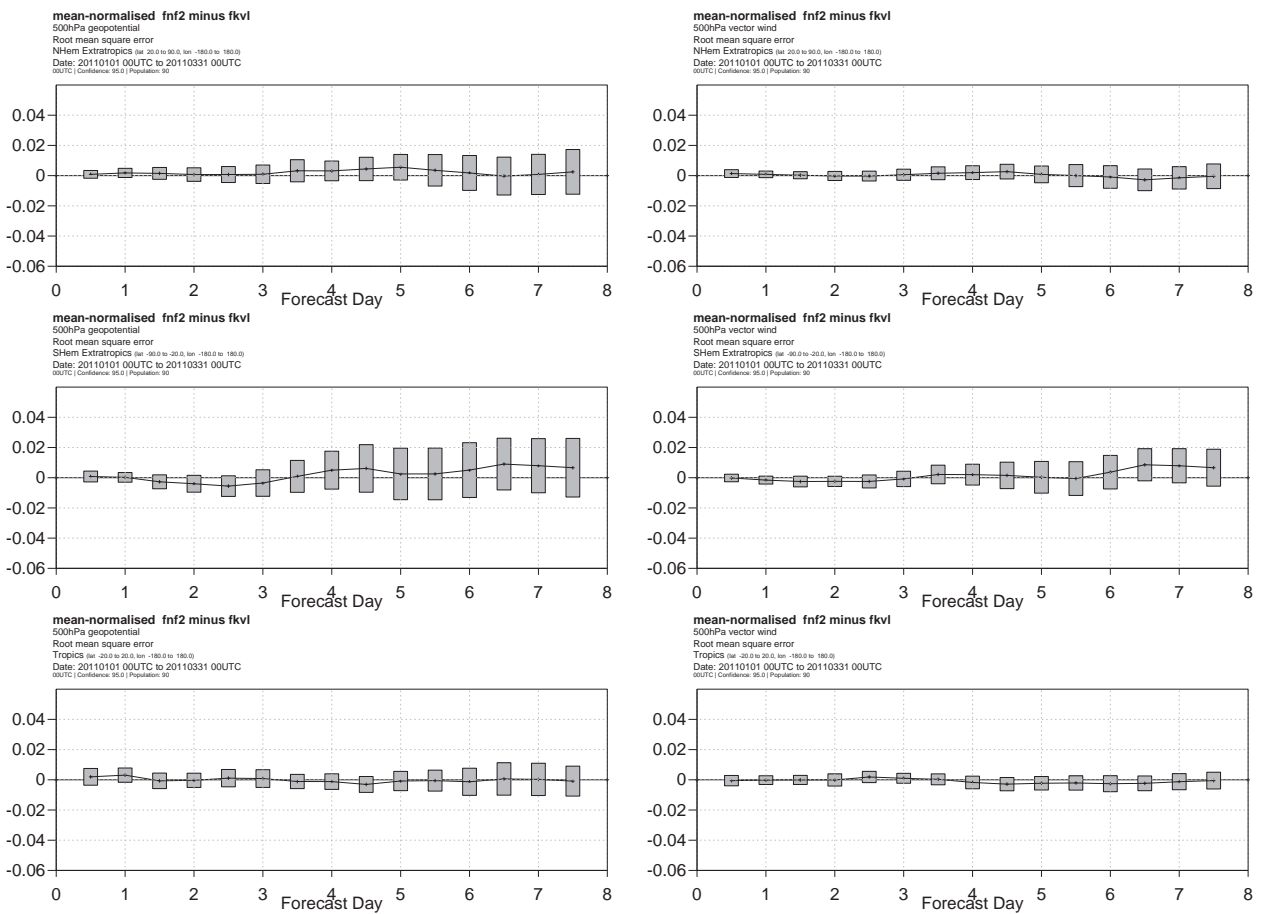 mean-normalised fnf2 minus fkvl
500hPa geopotential
Root mean square error
NHem Extratropics (lat 20.0 to 90.0, lon -180.0 to 180.0)
Date: 20110101 00UTC to 20110331 00UTC
00UTC | Confidence: 95.0 | Population: 90
0.04
0.02
0
-0.02
-0.04
-0.06
0 1 2 3 4 5 6 7 8
Forecast Day
mean-normalised fnf2 minus fkvl
500hPa vector wind
Root mean square error
NHem Extratropics (lat 20.0 to 90.0, lon -180.0 to 180.0)
Date: 20110101 00UTC to 20110331 00UTC
00UTC | Confidence: 95.0 | Population: 90
0.04
0.02
0
-0.02
-0.04
-0.06
0 1 2 3 4 5 6 7 8
Forecast Day
mean-normalised fnf2 minus fkvl
500hPa geopotential
Root mean square error
SHem Extratropics (lat -90.0 to -20.0, lon -180.0 to 180.0)
Date: 20110101 00UTC to 20110331 00UTC
00UTC | Confidence: 95.0 | Population: 90
0.04
0.02
0
-0.02
-0.04
-0.06
0 1 2 3 4 5 6 7 8
Forecast Day
mean-normalised fnf2 minus fkvl
500hPa vector wind
Root mean square error
SHem Extratropics (lat -90.0 to -20.0, lon -180.0 to 180.0)
Date: 20110101 00UTC to 20110331 00UTC
00UTC | Confidence: 95.0 | Population: 90
0.04
0.02
0
-0.02
-0.04
-0.06
0 1 2 3 4 5 6 7 8
Forecast Day
mean-normalised fnf2 minus fkvl
500hPa geopotential
Root mean square error
Tropics (lat -20.0 to 20.0, lon -180.0 to 180.0)
Date: 20110101 00UTC to 20110331 00UTC
00UTC | Confidence: 95.0 | Population: 90
0.04
0.02
0
-0.02
-0.04
-0.06
0 1 2 3 4 5 6 7 8
Forecast Day
mean-normalised fnf2 minus fkvl
500hPa vector wind
Root mean square error
Tropics (lat -20.0 to 20.0, lon -180.0 to 180.0)
Date: 20110101 00UTC to 20110331 00UTC
00UTC | Confidence: 95.0 | Population: 90
0.04
0.02
0
-0.02
-0.04
-0.06
0 1 2 3 4 5 6 7 8
Forecast Day